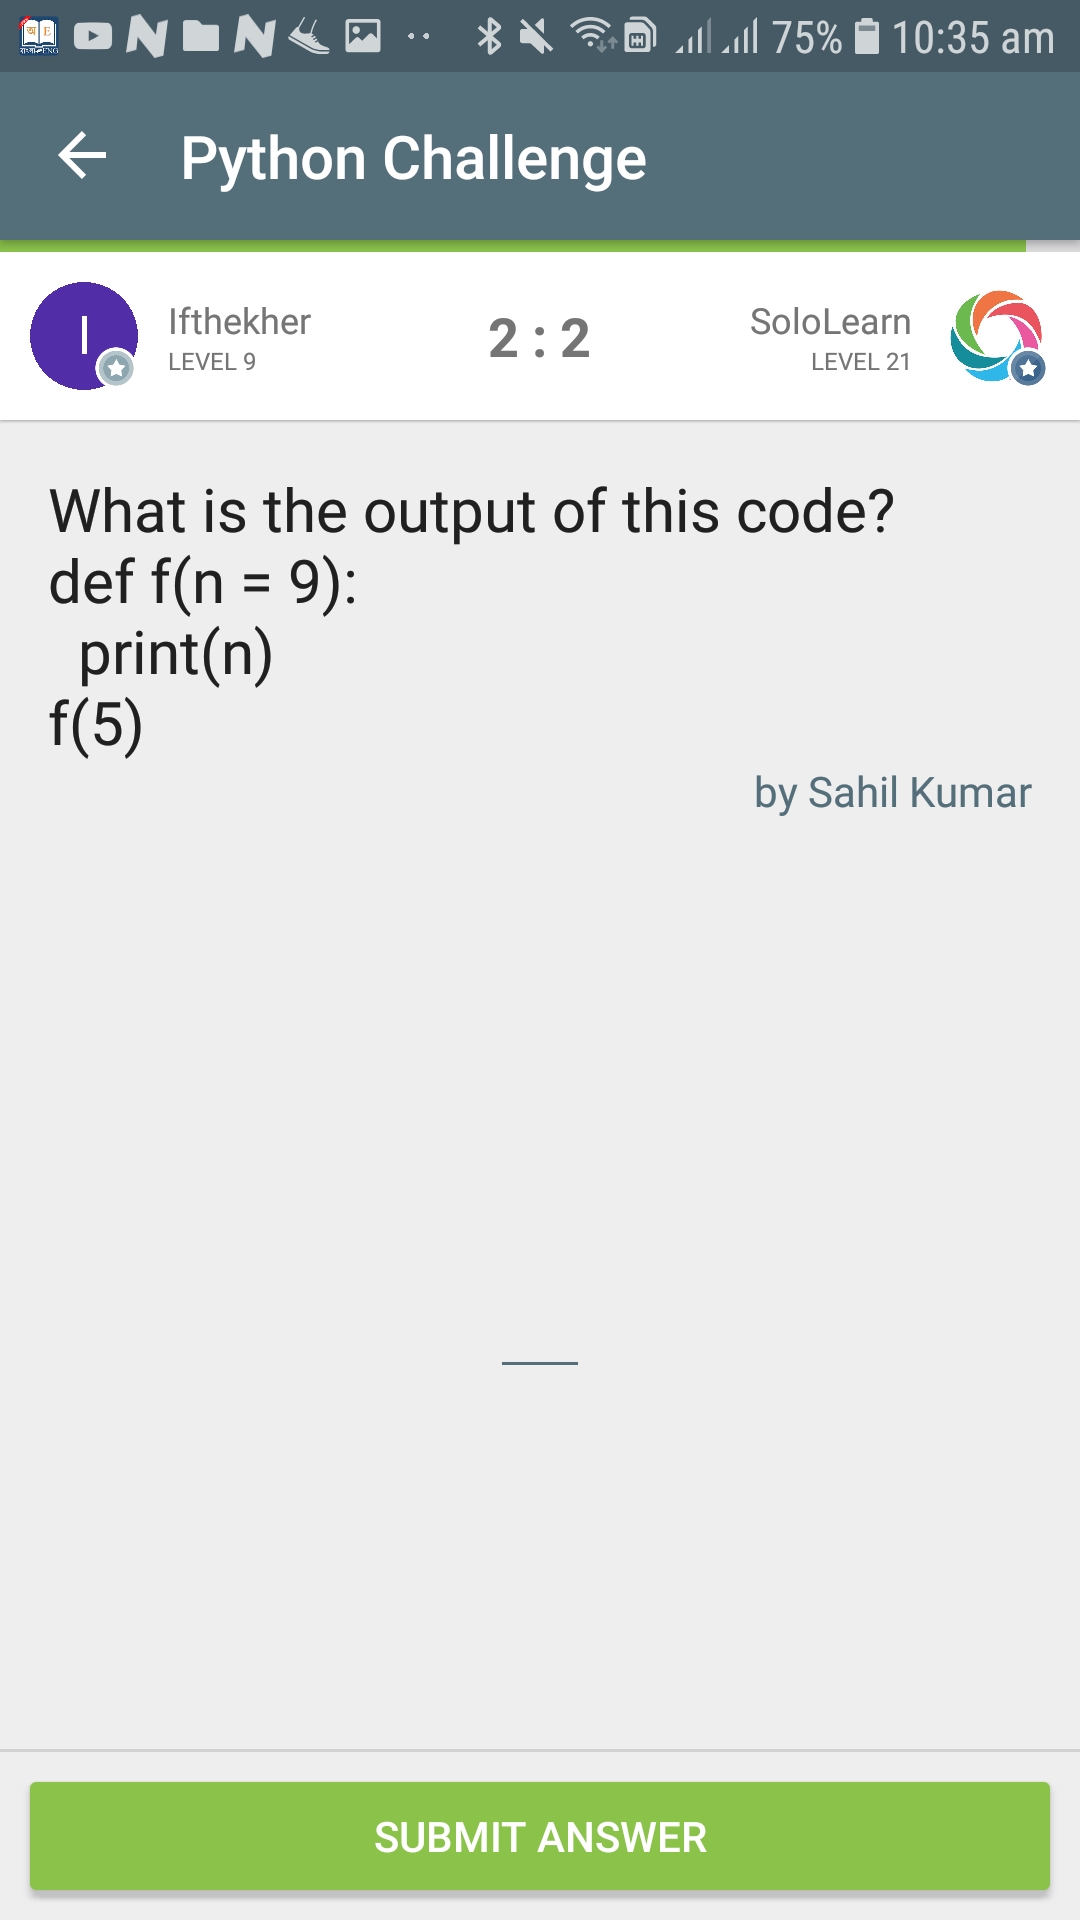 75% 10:35 am
Python Challenge
I
Ifthekher
LEVEL 9
2 : 2
SoloLearn
LEVEL 21
What is the output of this code?
def f(n = 9):
  print(n)
f(5)
by Sahil Kumar
SUBMIT ANSWER